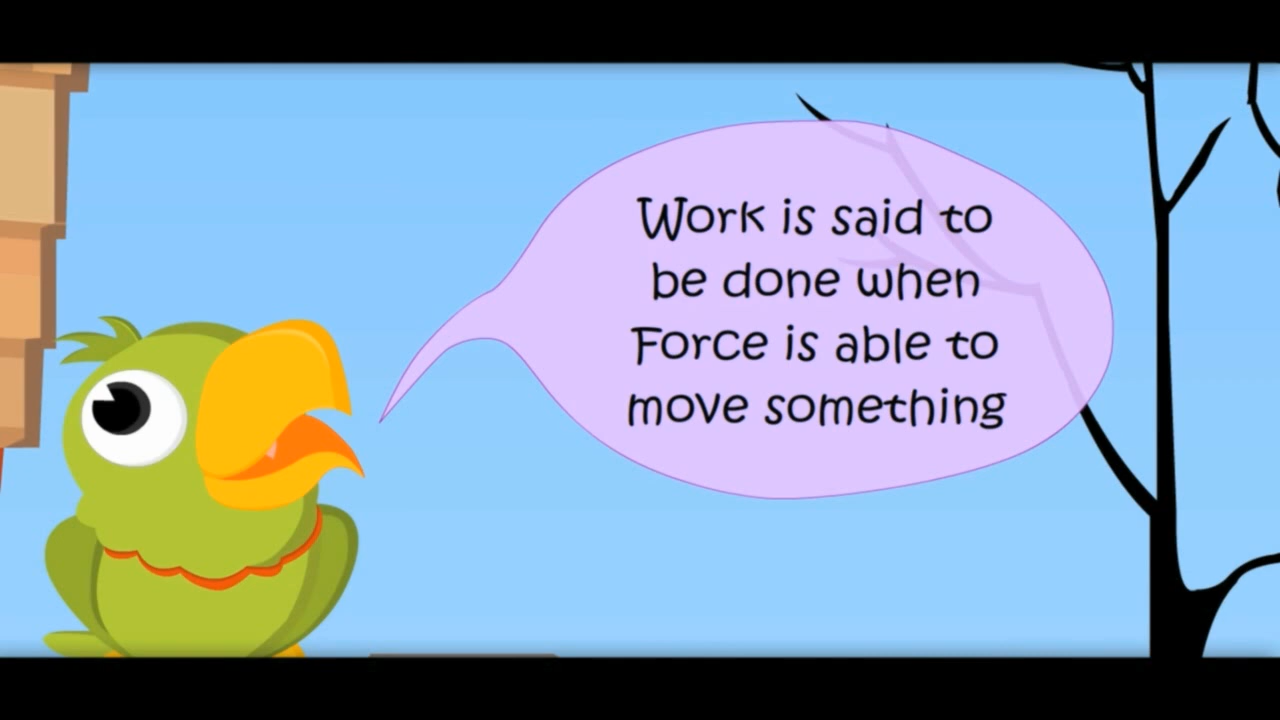 Work is said to
be done when
Force is able to
move something